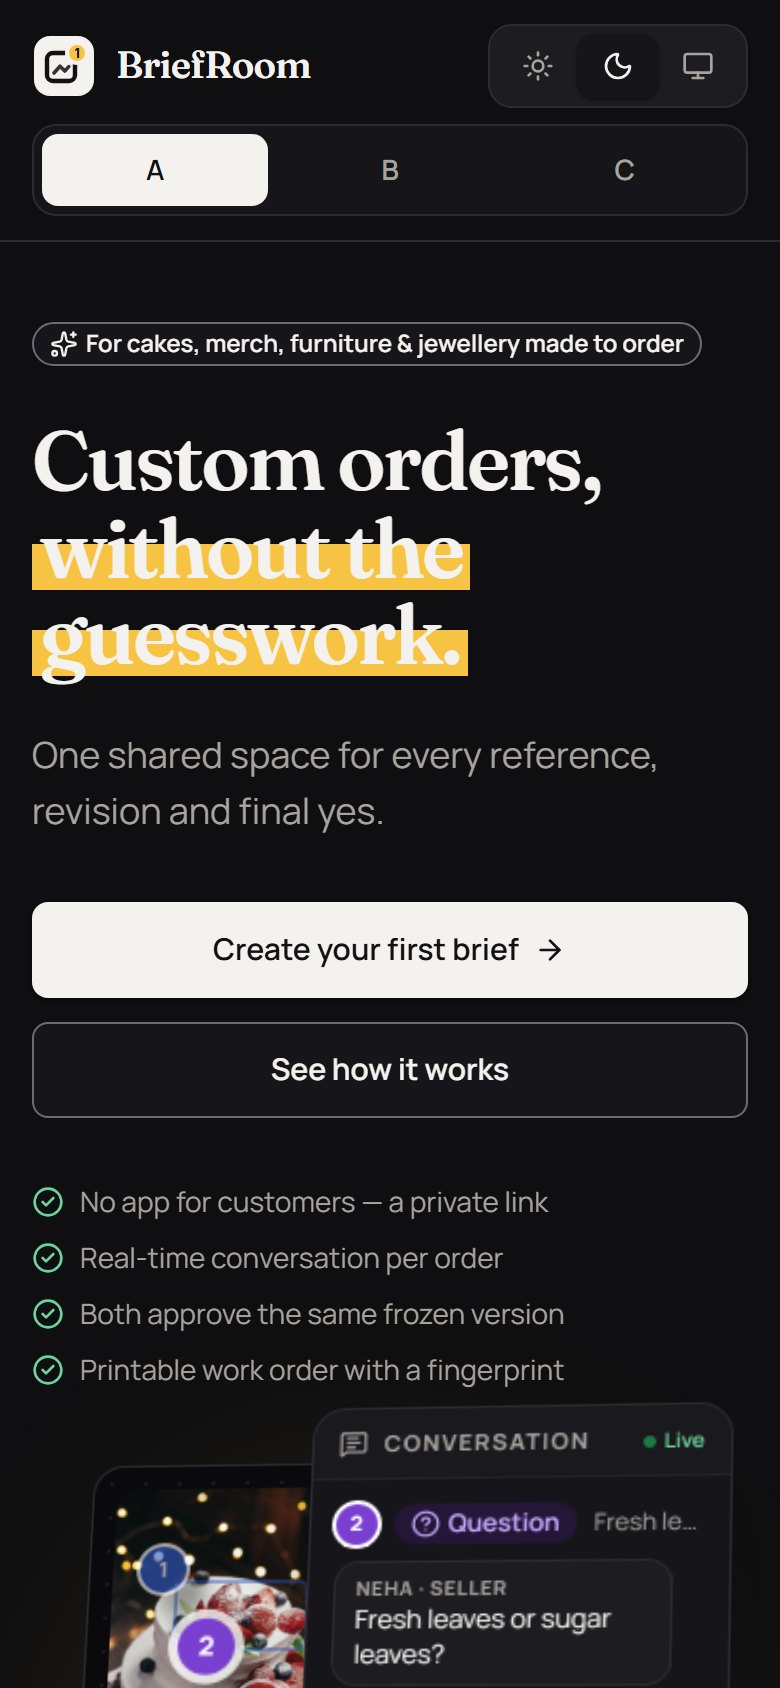 1
BriefRoom
A
B
C
For cakes, merch, furniture & jewellery made to order
Custom orders,
without the
guesswork.
One shared space for every reference,
revision and final yes.
Create your first brief →
See how it works
No app for customers — a private link
Real-time conversation per order
Both approve the same frozen version
Printable work order with a fingerprint
CONVERSATION
Live
2
Question
Fresh le...
1
NEHA · SELLER
Fresh leaves or sugar
leaves?
2